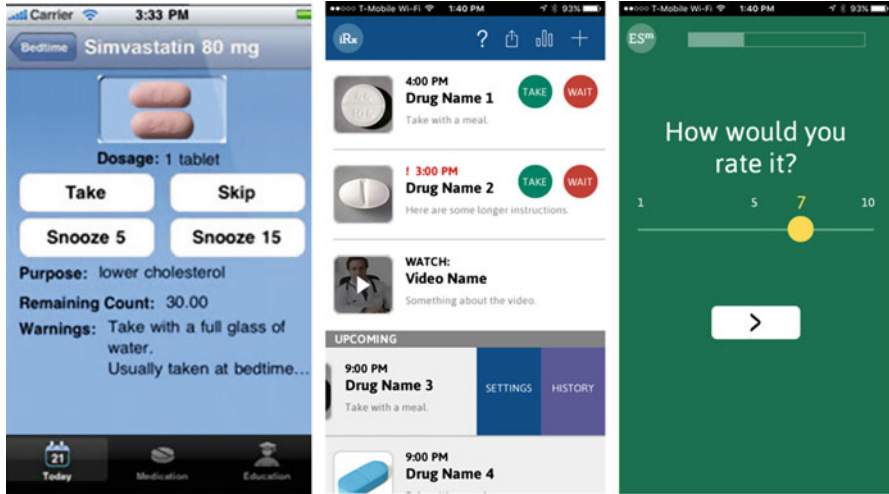 Carrier 3:33 PM
Bedtime Simvastatin 80 mg
Dosage: 1 tablet
Take Skip
Snooze 5 Snooze 15
Purpose: lower cholesterol
Remaining Count: 30.00
Warnings: Take with a full glass of
water.
Usually taken at bedtime...
21
Today Medication Education
T-Mobile Wi-Fi 1:40 PM 93%
iRx ? +
4:00 PM
Drug Name 1 TAKE WAIT
Take with a meal.
! 3:00 PM
Drug Name 2 TAKE WAIT
Here are some longer instructions.
WATCH:
Video Name
Something about the video.
UPCOMING
9:00 PM
Drug Name 3 SETTINGS HISTORY
Take with a meal.
9:00 PM
Drug Name 4
T-Mobile Wi-Fi 1:40 PM 93%
ESm
How would you
rate it?
1 5 7 10
>